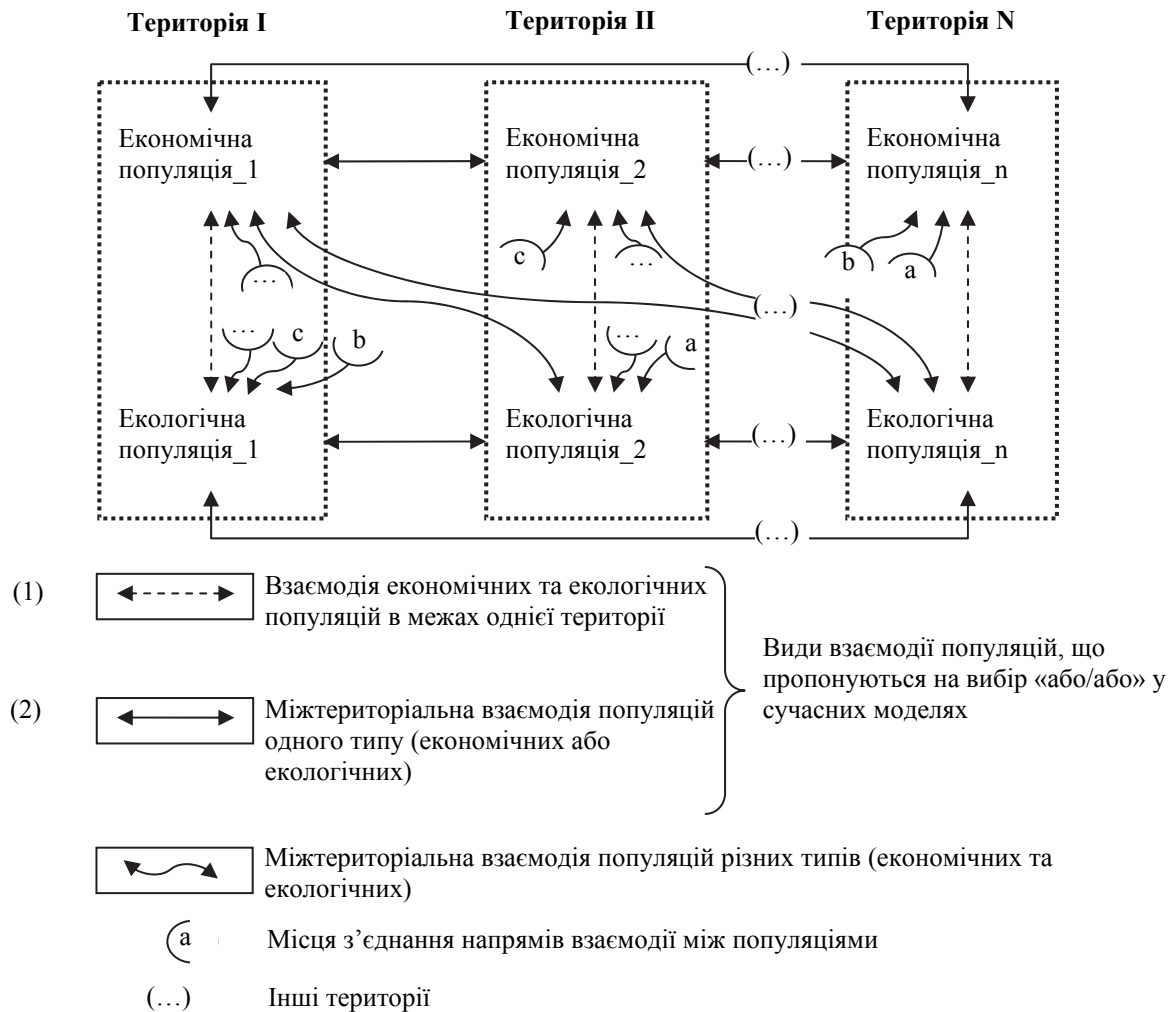 Територія I Територія II Територія N
(…)
Економічна
популяція_1
Економічна
популяція_2
(…)
Економічна
популяція_n
… c … b a
(…)
… c b … a
Екологічна
популяція_1
Екологічна
популяція_2
(…)
Екологічна
популяція_n
(…)
(1) Взаємодія економічних та екологічних
популяцій в межах однієї території
Види взаємодії популяцій, що
пропонуються на вибір «або/або» у
сучасних моделях
(2) Міжтериторіальна взаємодія популяцій
одного типу (економічних або
екологічних)
Міжтериторіальна взаємодія популяцій різних типів (економічних та
екологічних)
a Місця з’єднання напрямів взаємодії між популяціями
(…) Інші території